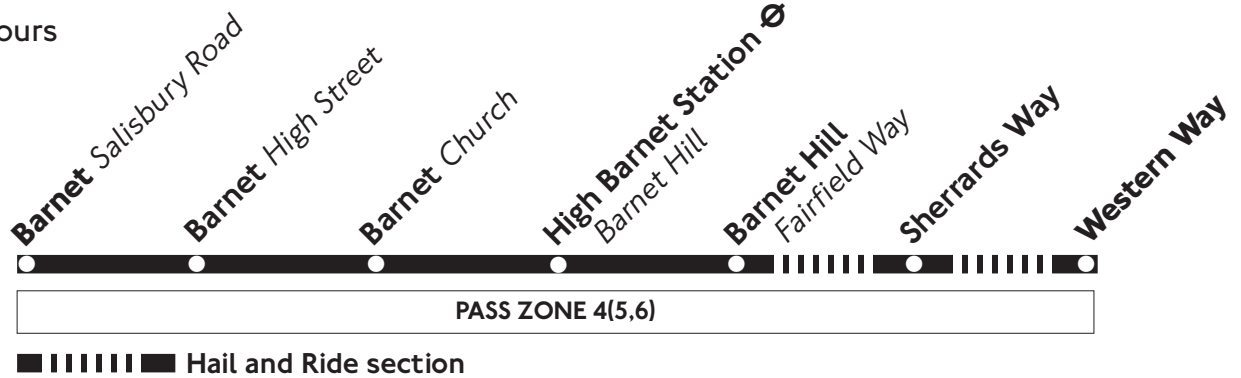 ours
Barnet Salisbury Road
Barnet High Street
Barnet Church
High Barnet Station
Barnet Hill
Barnet Hill
Fairfield Way
Sherrards Way
Western Way
PASS ZONE 4(5,6)
Hail and Ride section